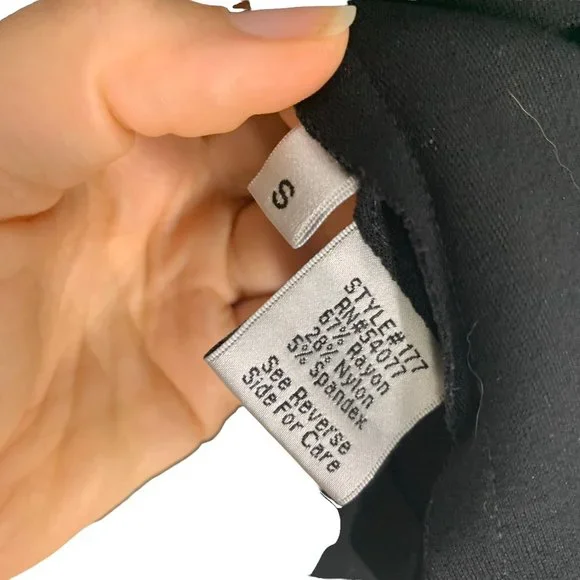 S
STYLE#177
RN#54077
67% Rayon
28% Nylon
5% Spandex
See Reverse
Side For Care